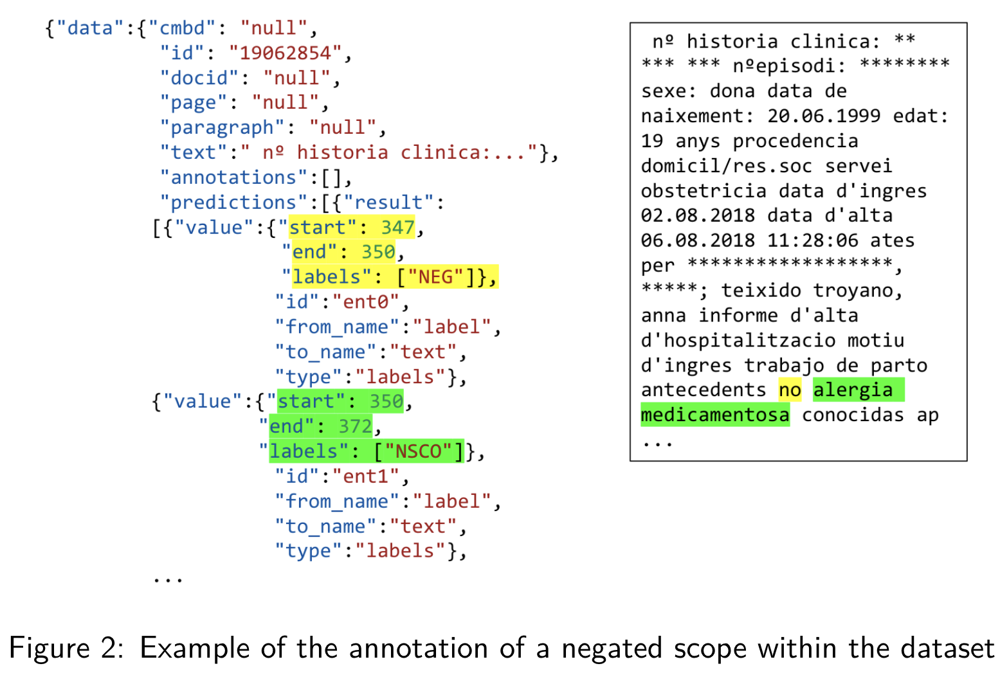 {"data":{"cmbd": "null",
"id": "19062854",
"docid": "null",
"page": "null",
"paragraph": "null",
"text":" nº historia clinica:..."},
"annotations":[],
"predictions":[{"result":
[{"value":{"start": 347,
"end": 350,
"labels": ["NEG"]},
"id":"ent0",
"from_name":"label",
"to_name":"text",
"type":"labels"},
{"value":{"start": 350,
"end": 372,
"labels": ["NSCO"]},
"id":"ent1",
"from_name":"label",
"to_name":"text",
"type":"labels"},
...
nº historia clinica: **
*** *** nºepisodi: ********
sexe: dona data de
naixement: 20.06.1999 edat:
19 anys procedencia
domicil/res.soc servei
obstetricia data d'ingres
02.08.2018 data d'alta
06.08.2018 11:28:06 ates
per ******************,
*****; teixido troyano,
anna informe d'alta
d'hospitalitzacio motiu
d'ingres trabajo de parto
antecedents no alergia
medicamentosa conocidas ap
...
Figure 2: Example of the annotation of a negated scope within the dataset